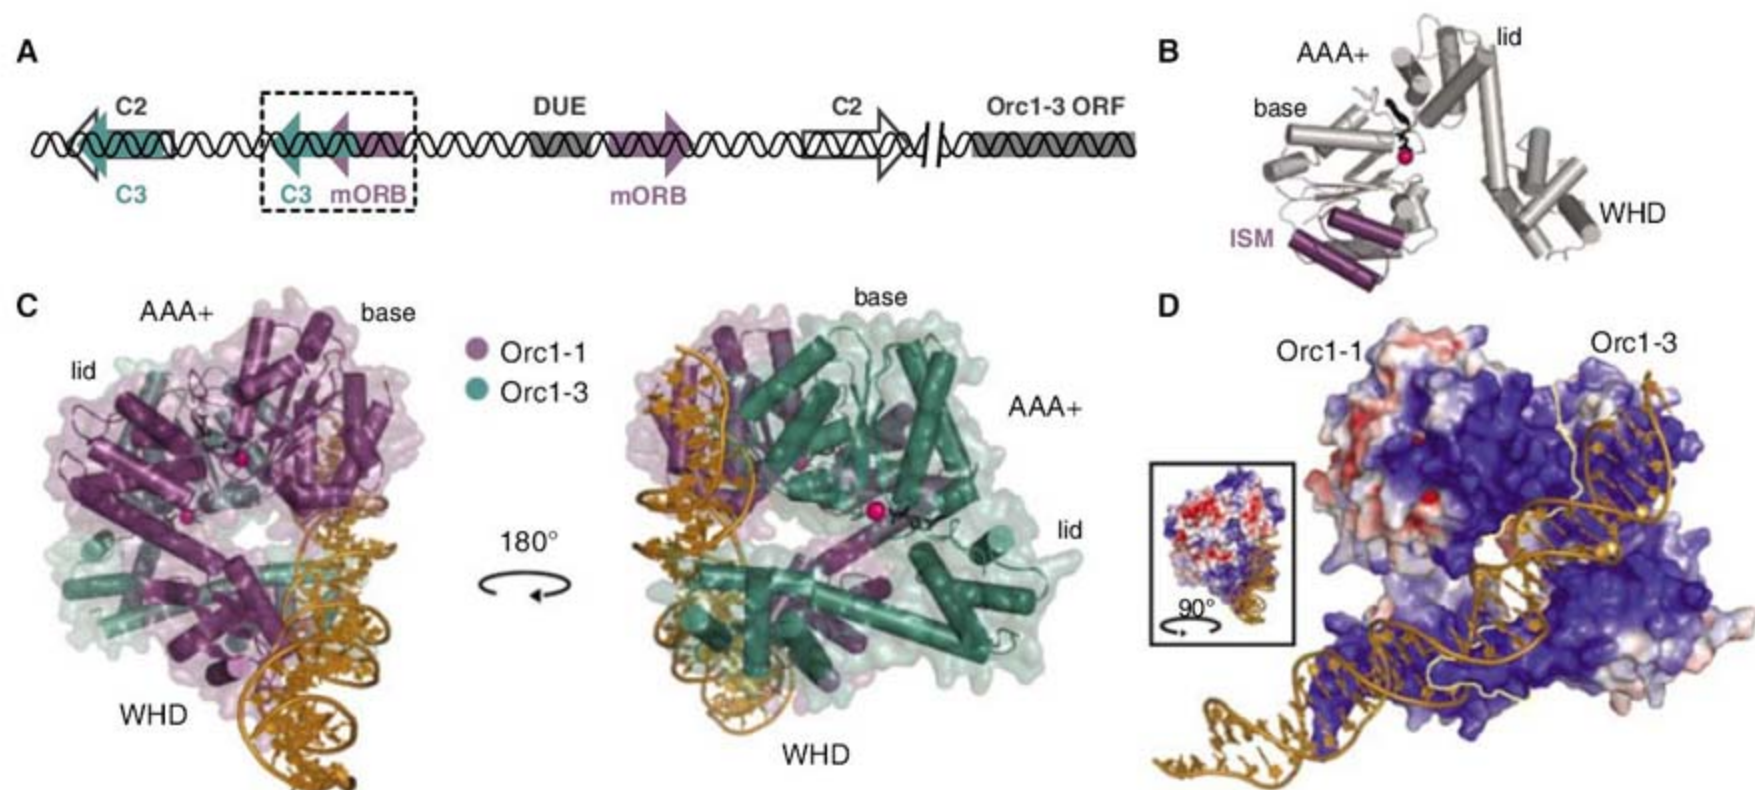 A
C2
DUE
C2
Orc1-3 ORF
C3
C3
mORB
mORB
B
AAA+
lid
base
ISM
WHD
C
AAA+
base
lid
WHD
Orc1-1
Orc1-3
180°
base
AAA+
lid
WHD
D
Orc1-1
Orc1-3
90°